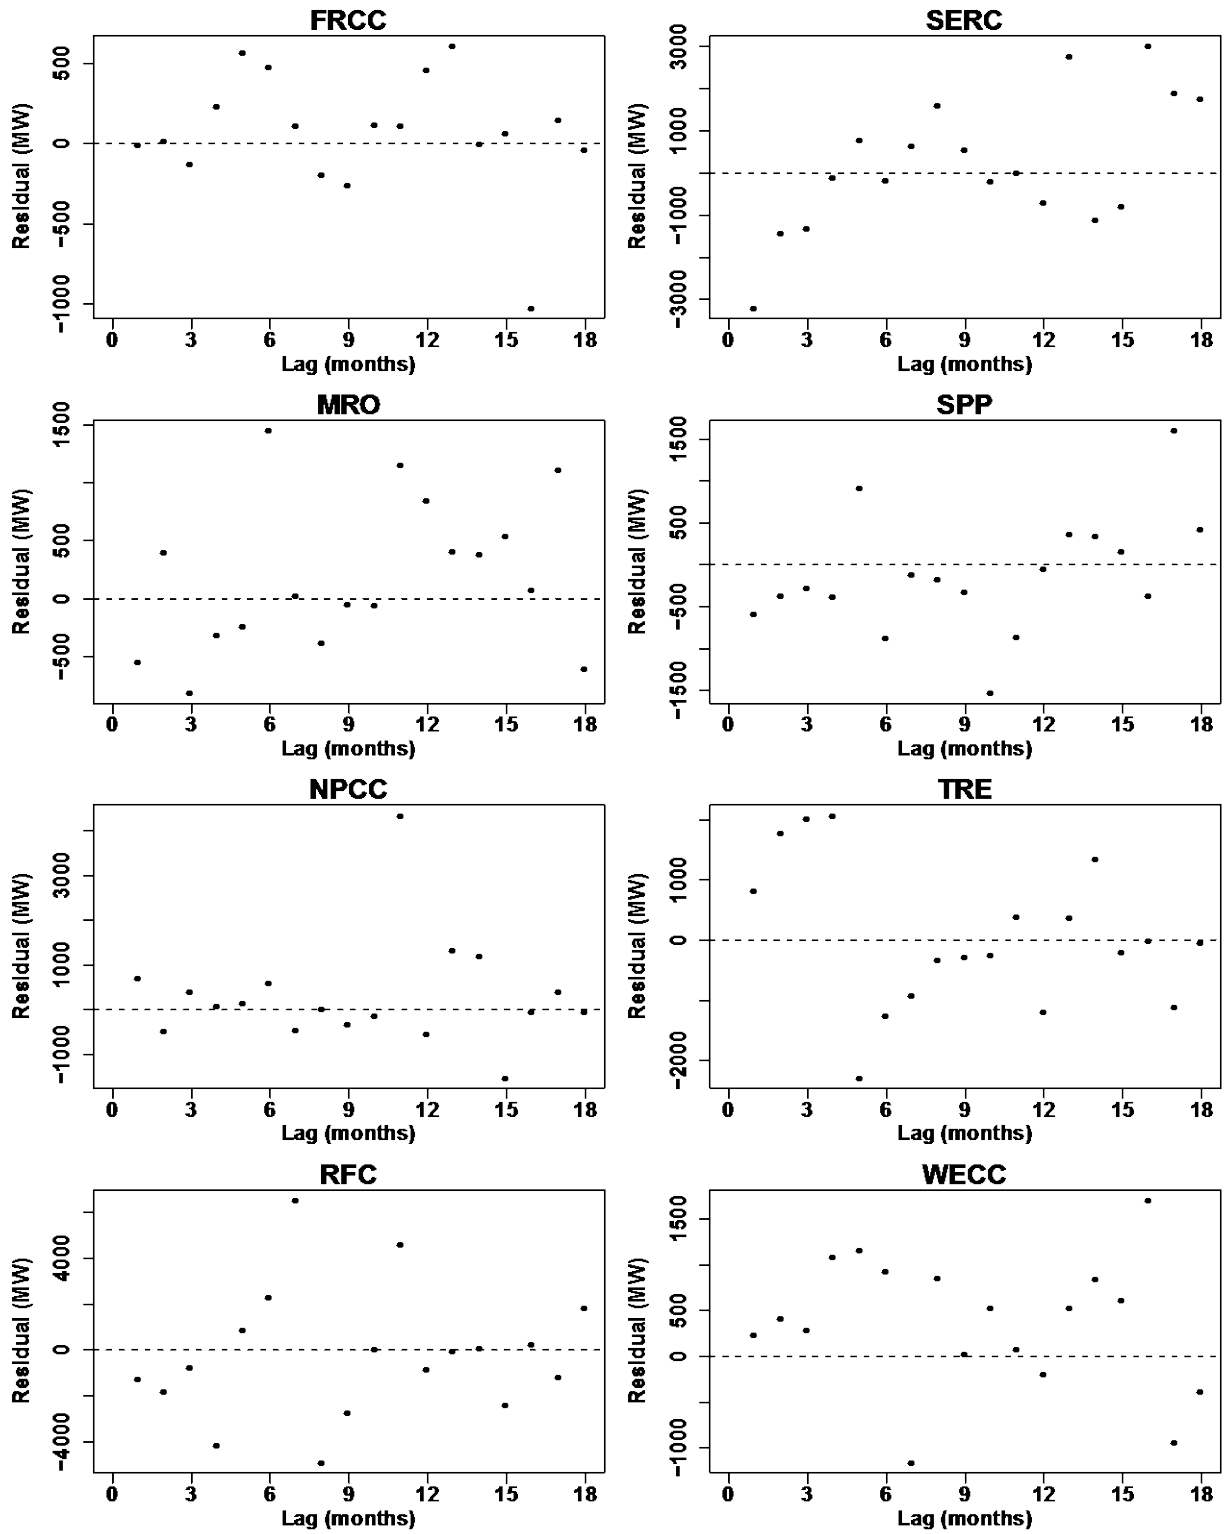 FRCC
Residual (MW)
500
0
−500
−1000
0 3 6 9 12 15 18
Lag (months)
SERC
Residual (MW)
3000
1000
−1000
−3000
0 3 6 9 12 15 18
Lag (months)
MRO
Residual (MW)
1500
500
0
−500
0 3 6 9 12 15 18
Lag (months)
SPP
Residual (MW)
1500
500
−500
−1500
0 3 6 9 12 15 18
Lag (months)
NPCC
Residual (MW)
3000
1000
−1000
0 3 6 9 12 15 18
Lag (months)
TRE
Residual (MW)
1000
0
−2000
0 3 6 9 12 15 18
Lag (months)
RFC
Residual (MW)
4000
0
−4000
0 3 6 9 12 15 18
Lag (months)
WECC
Residual (MW)
1500
500
0
−1000
0 3 6 9 12 15 18
Lag (months)